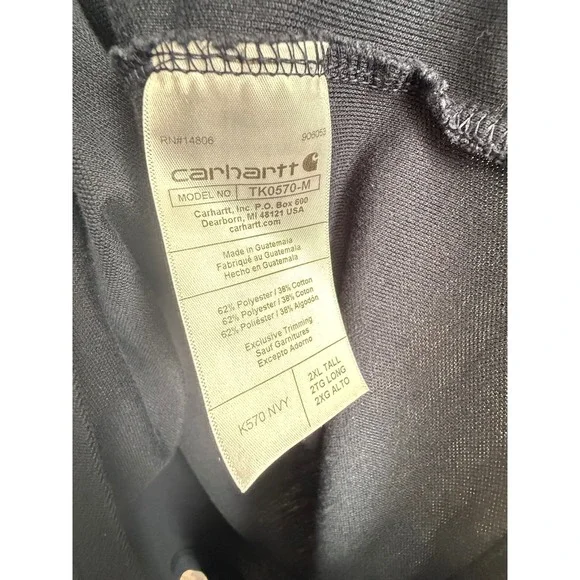 RN#14806 .906053
carhartt
MODEL NO. TK0570-M
Carhartt, Inc. P.O. Box 600
Dearborn, MI 48121 USA
carhartt.com
Made in Guatemala
Fabriqué au Guatemala
Hecho en Guatemala
62% Polyester / 38% Cotton
62% Polyester / 38% Coton
62% Poliéster / 38% Algodón
Exclusive Trimming
Sauf Garnitures
Excepto Adorno
K570 NVY
2XL TALL
2TG LONG
2XG ALTO